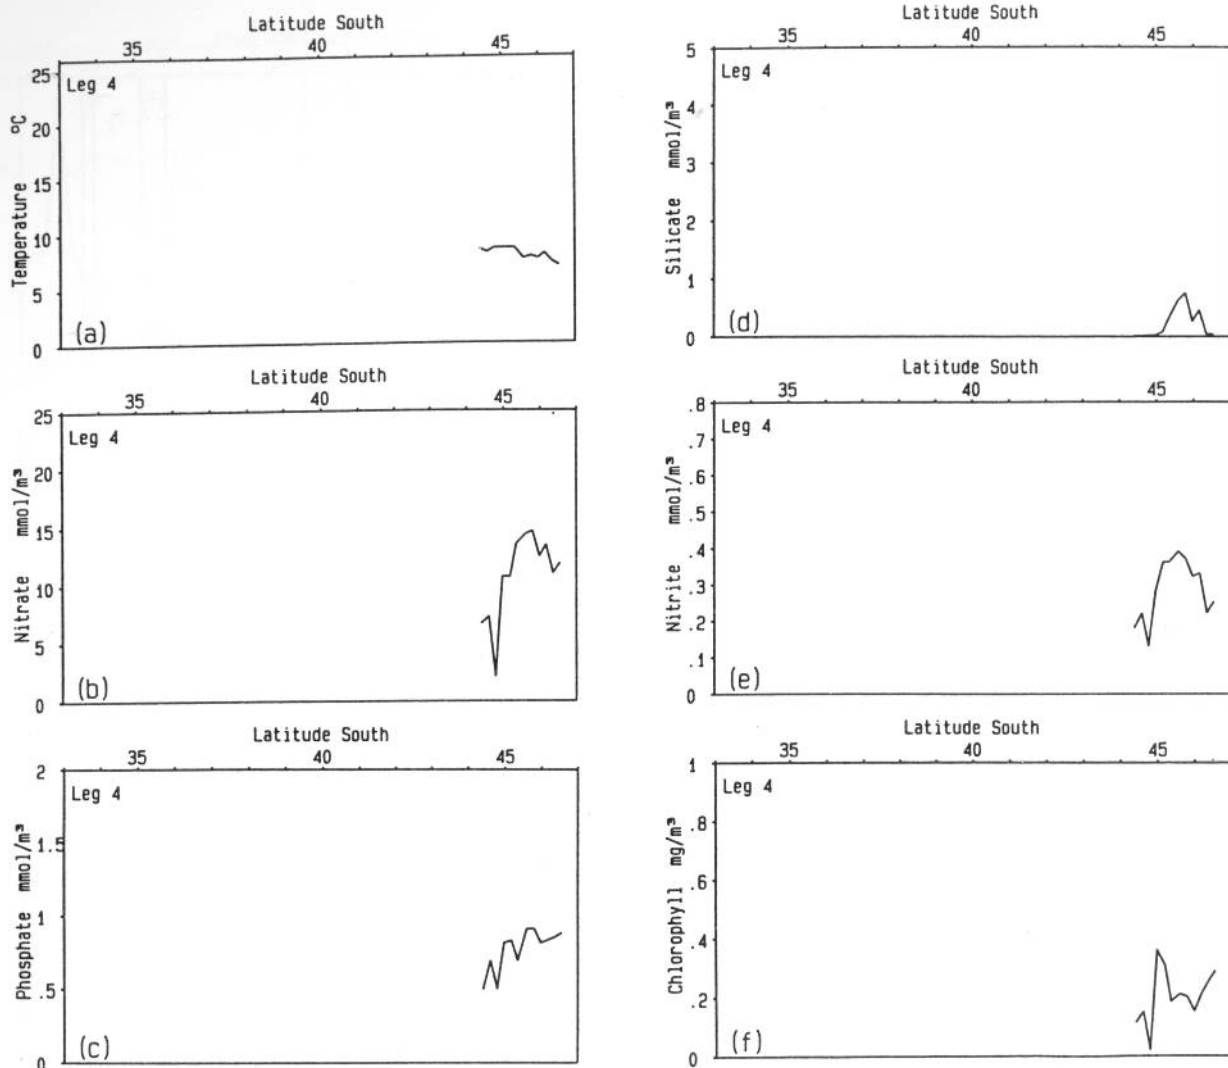 Latitude South
35 40 45
25
20
15
10
5
0
Temperature °C
Leg 4
(a)
Latitude South
35 40 45
25
20
15
10
5
0
Nitrate mmol/m³
Leg 4
(b)
Latitude South
35 40 45
2
1.5
1
.5
0
Phosphate mmol/m³
Leg 4
(c)
Latitude South
35 40 45
5
4
3
2
1
0
Silicate mmol/m³
Leg 4
(d)
Latitude South
35 40 45
.8
.7
.6
.5
.4
.3
.2
.1
0
Nitrite mmol/m³
Leg 4
(e)
Latitude South
35 40 45
1
.8
.6
.4
.2
0
Chlorophyll mg/m³
Leg 4
(f)